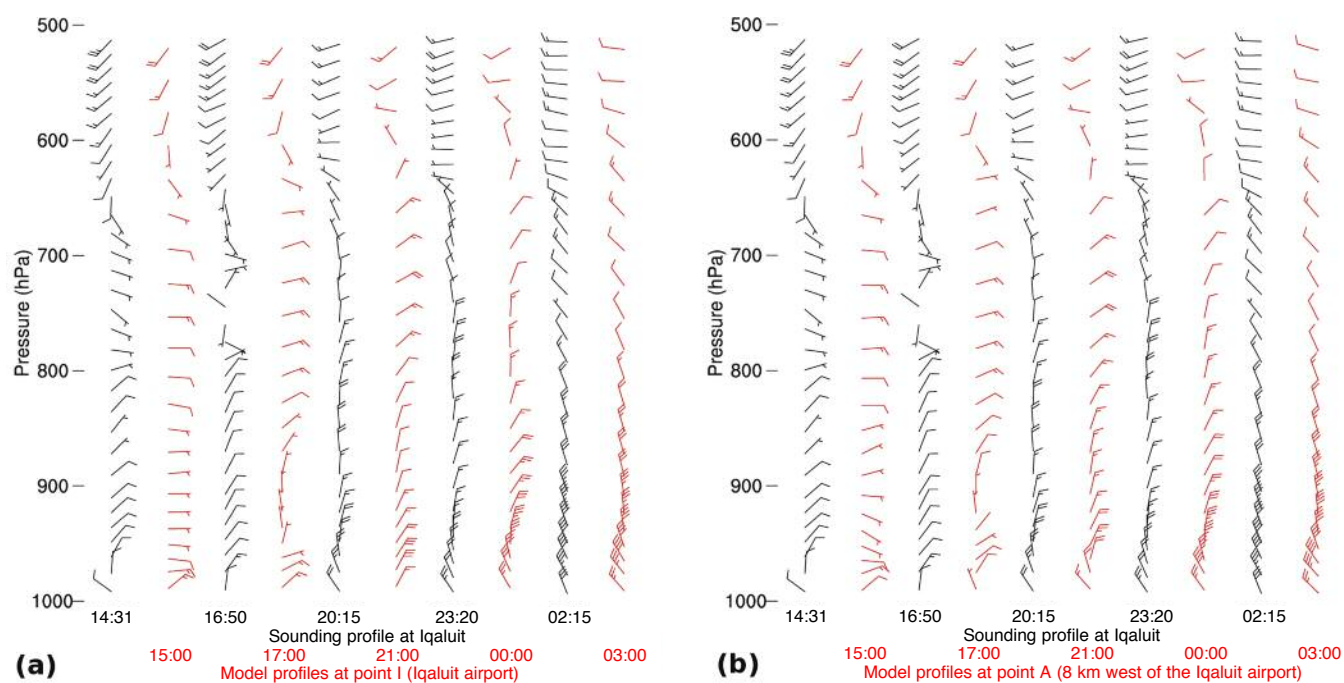 500
600
700
800
900
1000
Pressure (hPa)
14:31 16:50 20:15 23:20 02:15
Sounding profile at Iqaluit
15:00 17:00 21:00 00:00 03:00
Model profiles at point I (Iqaluit airport)
(a)
500
600
700
800
900
1000
Pressure (hPa)
14:31 16:50 20:15 23:20 02:15
Sounding profile at Iqaluit
15:00 17:00 21:00 00:00 03:00
Model profiles at point A (8 km west of the Iqaluit airport)
(b)